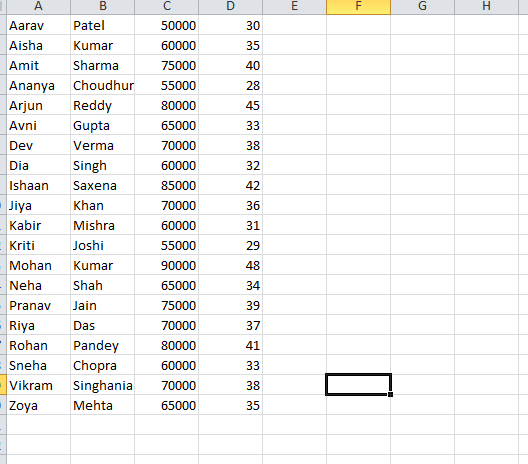 A B C D E F G H
Aarav Patel 50000 30
Aisha Kumar 60000 35
Amit Sharma 75000 40
Ananya Choudhur 55000 28
Arjun Reddy 80000 45
Avni Gupta 65000 33
Dev Verma 70000 38
Dia Singh 60000 32
Ishaan Saxena 85000 42
Jiya Khan 70000 36
Kabir Mishra 60000 31
Kriti Joshi 55000 29
Mohan Kumar 90000 48
Neha Shah 65000 34
Pranav Jain 75000 39
Riya Das 70000 37
Rohan Pandey 80000 41
Sneha Chopra 60000 33
Vikram Singhania 70000 38
Zoya Mehta 65000 35